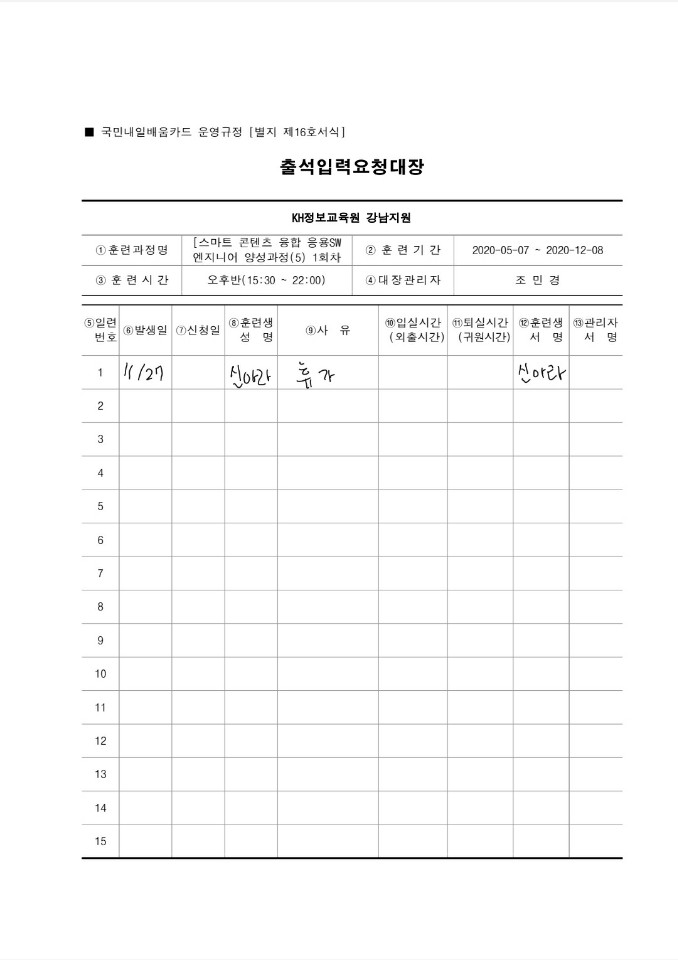 ■ 국민내일배움카드 운영규정 [별지 제16호서식]
출석입력요청대장
KH정보교육원 강남지원
①훈련과정명 [스마트 콘텐츠 융합 응용SW 엔지니어 양성과정(5) 1회차 ② 훈 련 기 간 2020-05-07 ~ 2020-12-08
③ 훈 련 시 간 오후반(15:30 ~ 22:00) ④대장관리자 조 민 경
⑤일련번호 ⑥발생일 ⑦신청일 ⑧훈련생 성 명 ⑨사 유 ⑩입실시간 (외출시간) ⑪퇴실시간 (귀원시간) ⑫훈련생 서 명 ⑬관리자 서 명
1 11/27 신아라 휴가 신아라
2
3
4
5
6
7
8
9
10
11
12
13
14
15